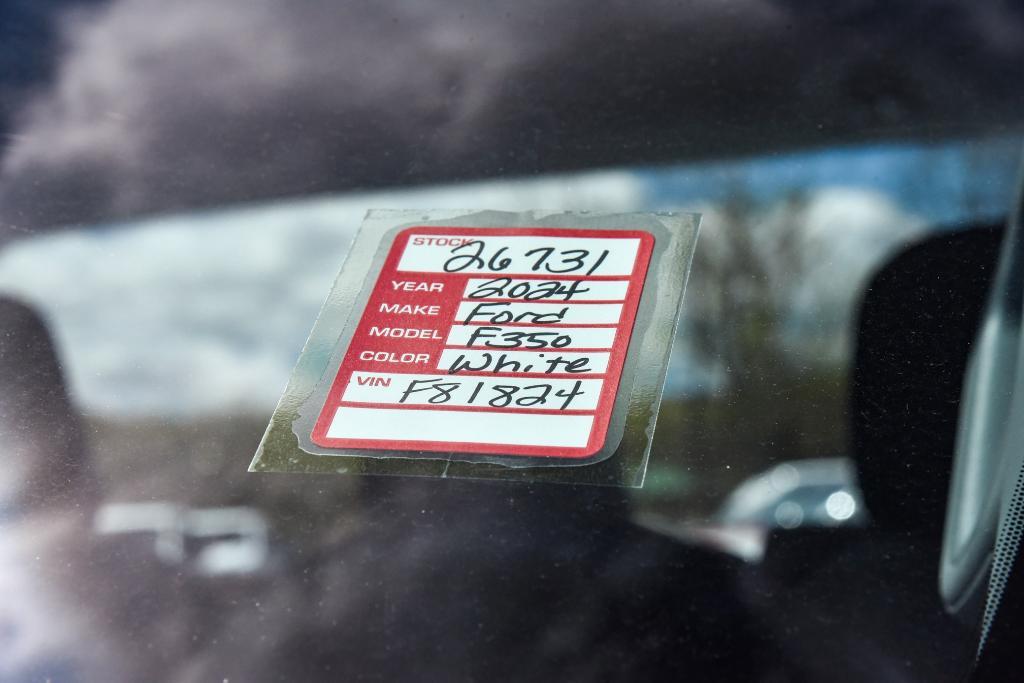 STOCK 26731
YEAR 2024
MAKE Ford
MODEL F350
COLOR White
VIN F81824